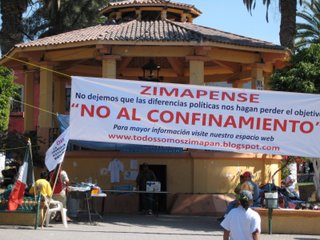 ZIMAPENSE
No dejemos que las diferencias políticas nos hagan perder el objetivo
"NO AL CONFINAMIENTO"
Para mayor información visite nuestro espacio web
www.todossomoszimapan.blogspot.com